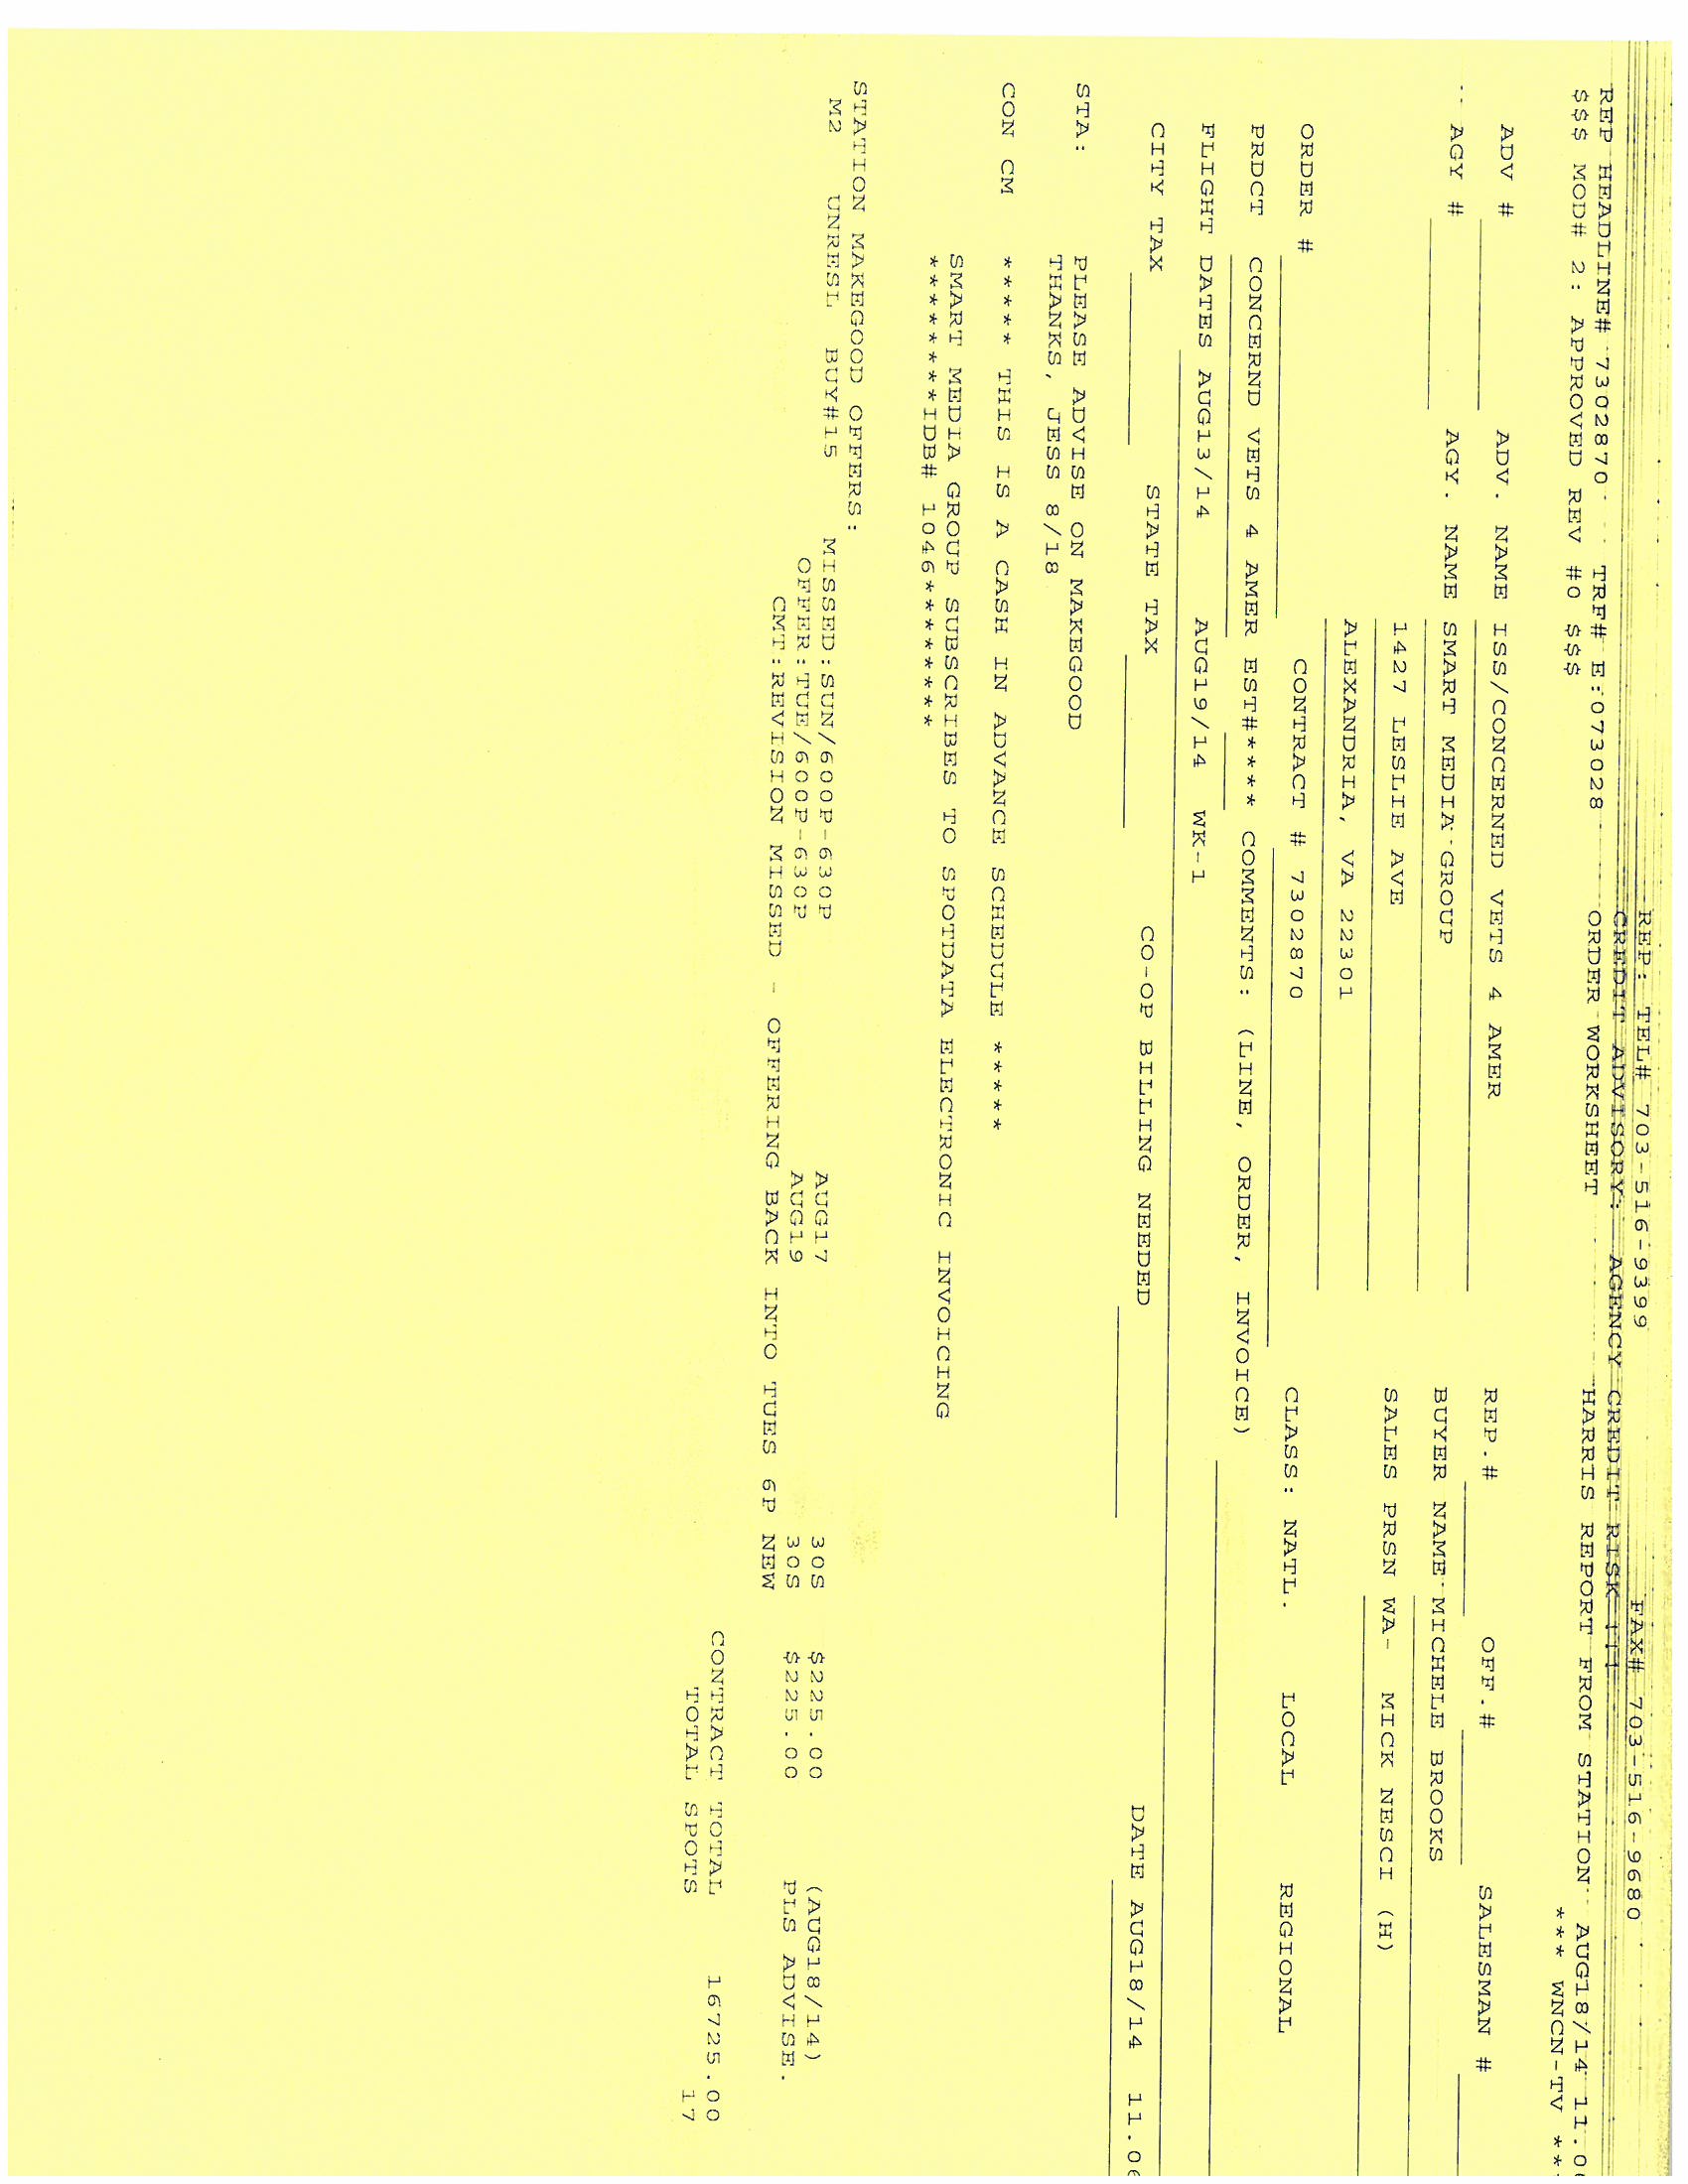 REP: TEL# 703-516-9399 FAX# 703-516-9680
CREDIT ADVISORY: AGENCY CREDIT RISK !!!
REP HEADLINE# 7302870 TRF# E:073028 ORDER WORKSHEET HARRIS REPORT FROM STATION AUG18/14 11.06
$$$ MOD# 2: APPROVED REV #0 $$$ *** WNCN-TV **
ADV # ADV. NAME ISS/CONCERNED VETS 4 AMER REP.# OFF.# SALESMAN #
AGY # AGY. NAME SMART MEDIA GROUP BUYER NAME MICHELE BROOKS
1427 LESLIE AVE SALES PRSN WA- MICK NESCI (H)
ALEXANDRIA, VA 22301
ORDER # CONTRACT # 7302870 CLASS: NATL. LOCAL REGIONAL
PRDCT CONCERND VETS 4 AMER EST#**** COMMENTS: (LINE, ORDER, INVOICE)
FLIGHT DATES AUG13/14 AUG19/14 WK-1
CITY TAX STATE TAX CO-OP BILLING NEEDED DATE AUG18/14 11.06
STA: PLEASE ADVISE ON MAKEGOOD
THANKS, JESS 8/18
CON CM ***** THIS IS A CASH IN ADVANCE SCHEDULE *****
SMART MEDIA GROUP SUBSCRIBES TO SPOTDATA ELECTRONIC INVOICING
*********IDB# 1046*********
STATION MAKEGOOD OFFERS:
M2 UNRESL BUY#15 MISSED:SUN/600P-630P AUG17 30S $225.00 (AUG18/14)
OFFER:TUE/600P-630P AUG19 30S $225.00 PLS ADVISE.
CMT:REVISION MISSED - OFFERING BACK INTO TUES 6P NEW
CONTRACT TOTAL 16725.00
TOTAL SPOTS 17